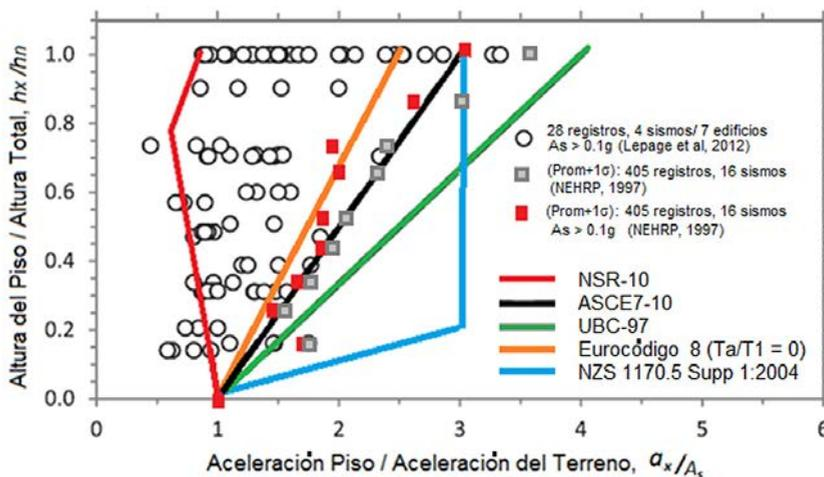 Altura del Piso / Altura Total, hx /hn
1.0
0.8
0.6
0.4
0.2
0.0
0
1
2
3
4
5
6
Aceleración Piso / Aceleración del Terreno, ax/As
28 registros, 4 sismos/ 7 edificios
As > 0.1g (Lepage et al, 2012)
(Prom+1σ): 405 registros, 16 sismos
(NEHRP, 1997)
(Prom+1σ): 405 registros, 16 sismos
As > 0.1g (NEHRP, 1997)
NSR-10
ASCE7-10
UBC-97
Eurocódigo 8 (Ta/T1 = 0)
NZS 1170.5 Supp 1:2004